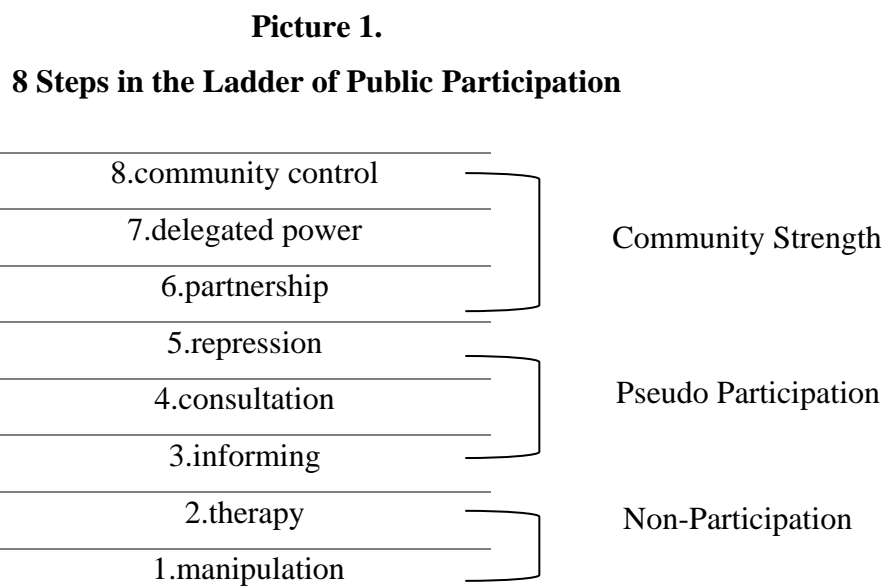 Picture 1.
8 Steps in the Ladder of Public Participation
8.community control
7.delegated power
Community Strength
6.partnership
5.repression
4.consultation
Pseudo Participation
3.informing
2.therapy
Non-Participation
1.manipulation